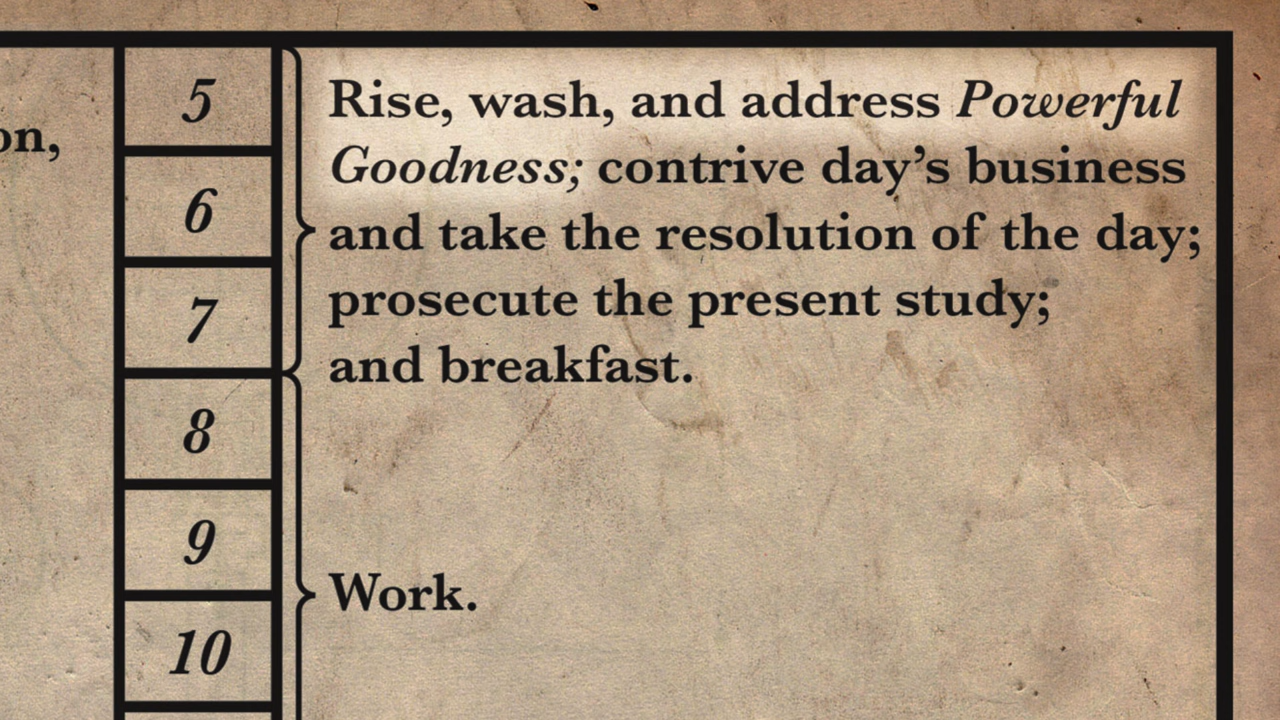 on,
5
6
7
8
9
10
Rise, wash, and address Powerful
Goodness; contrive day’s business
and take the resolution of the day;
prosecute the present study;
and breakfast.
Work.